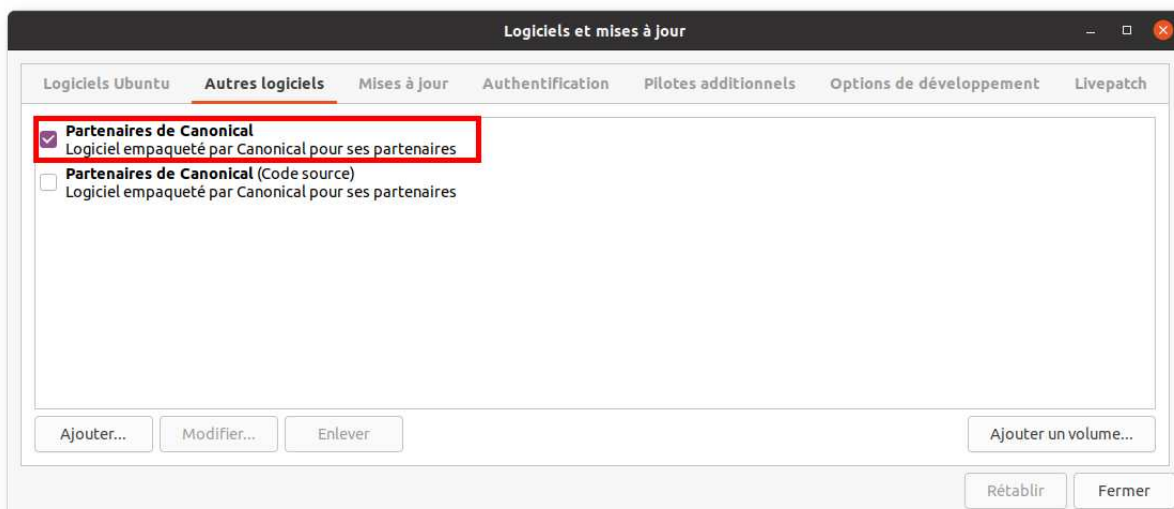 Logiciels et mises à jour
Logiciels Ubuntu Autres logiciels Mises à jour Authentification Pilotes additionnels Options de développement Livepatch
Partenaires de Canonical
Logiciel empaqueté par Canonical pour ses partenaires
Partenaires de Canonical (Code source)
Logiciel empaqueté par Canonical pour ses partenaires
Ajouter... Modifier... Enlever Ajouter un volume...
Rétablir Fermer